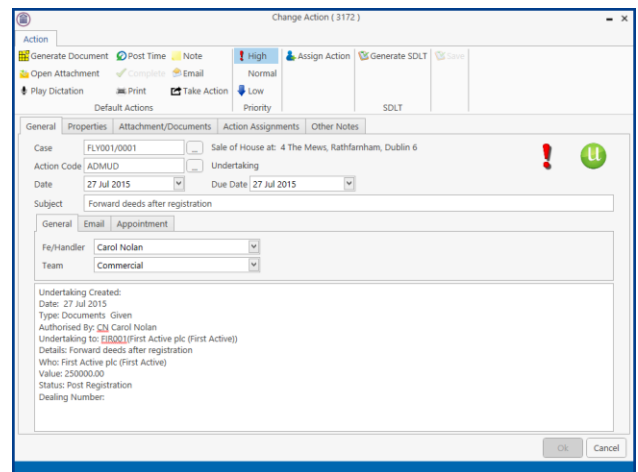 Change Action ( 3172 )
Action
Generate Document Post Time Note High Assign Action Generate SDLT Save
Open Attachment Complete Email Normal
Play Dictation Print Take Action Low
Default Actions Priority SDLT
General Properties Attachment/Documents Action Assignments Other Notes
Case FLY001/0001 ... Sale of House at: 4 The Mews, Rathfarnham, Dublin 6
Action Code ADMUD ... Undertaking
Date 27 Jul 2015 Due Date 27 Jul 2015
Subject Forward deeds after registration
General Email Appointment
Fe/Handler Carol Nolan
Team Commercial
Undertaking Created:
Date: 27 Jul 2015
Type: Documents Given
Authorised By: CN Carol Nolan
Undertaking to: FIR001(First Active plc (First Active))
Details: Forward deeds after registration
Who: First Active plc (First Active)
Value: 250000.00
Status: Post Registration
Dealing Number:
Ok Cancel